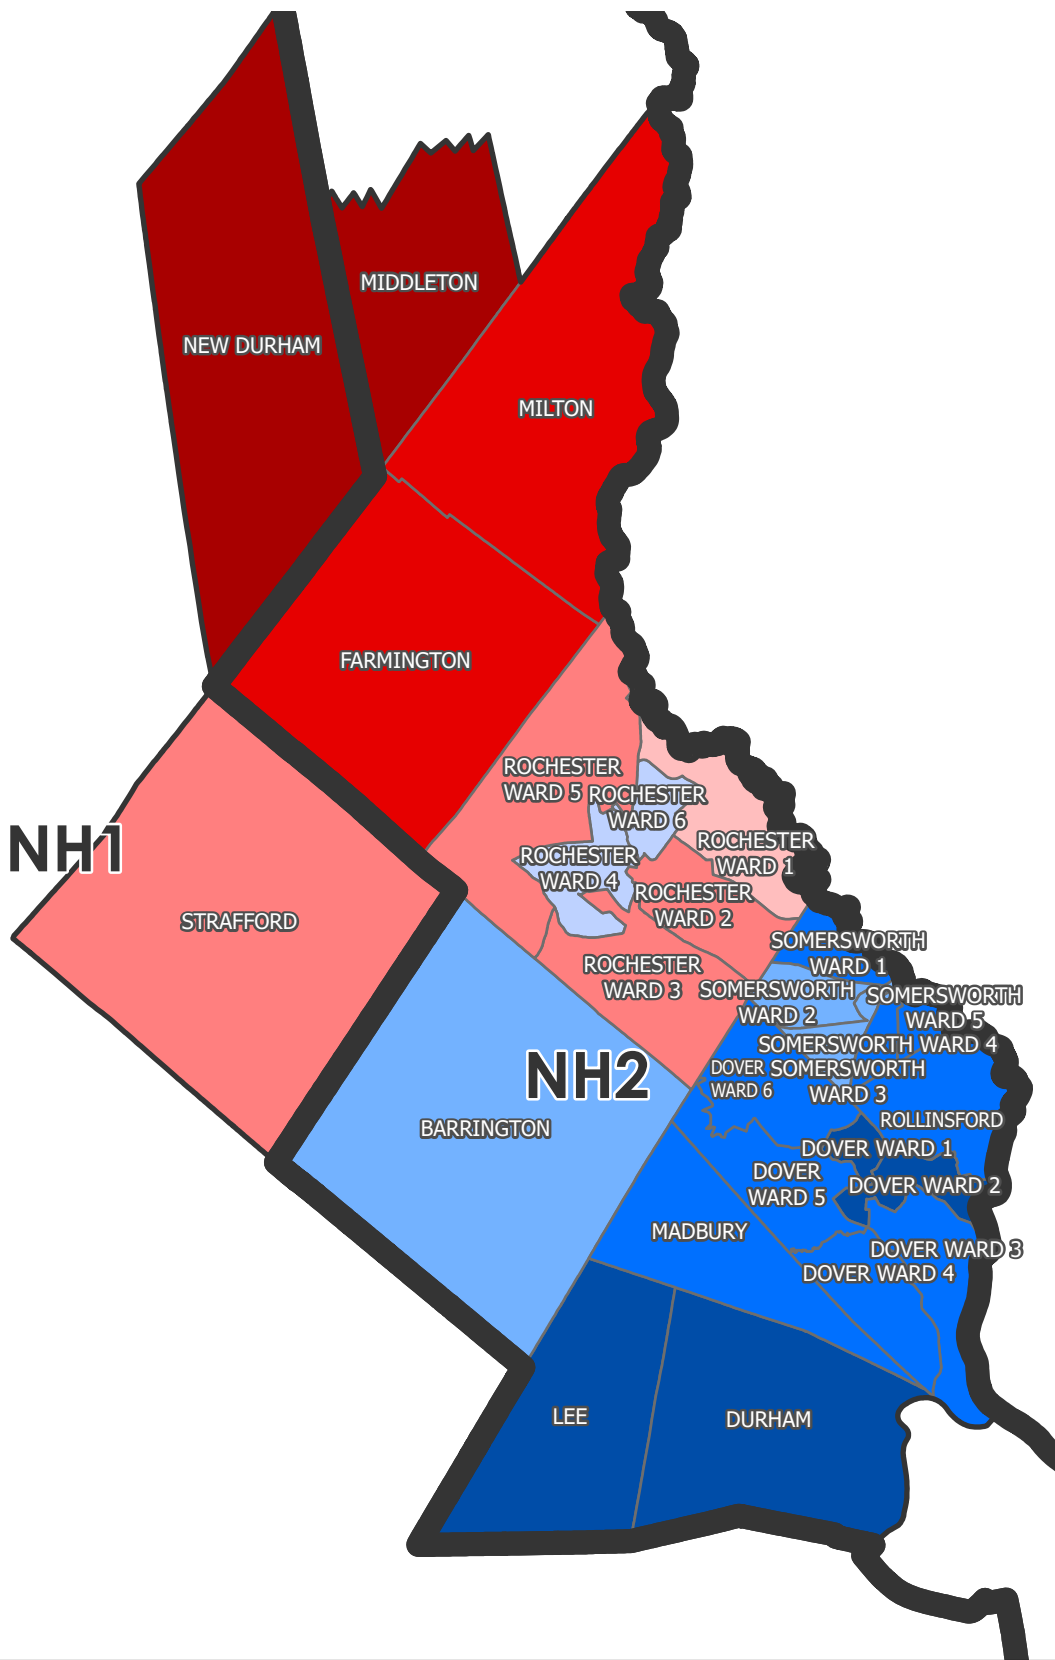 MIDDLETON
NEW DURHAM
MILTON
FARMINGTON
ROCHESTER
WARD 5
ROCHESTER
WARD 6
ROCHESTER
WARD 1
NH1
ROCHESTER
WARD 4
ROCHESTER
WARD 2
STRAFFORD
SOMERSWORTH
WARD 1
ROCHESTER
WARD 3
SOMERSWORTH
WARD 2
SOMERSWORTH
WARD 5
SOMERSWORTH WARD 4
NH2
DOVER
WARD 6
SOMERSWORTH
WARD 3
ROLLINSFORD
BARRINGTON
DOVER WARD 1
DOVER
WARD 5
DOVER WARD 2
MADBURY
DOVER WARD 3
DOVER WARD 4
LEE
DURHAM